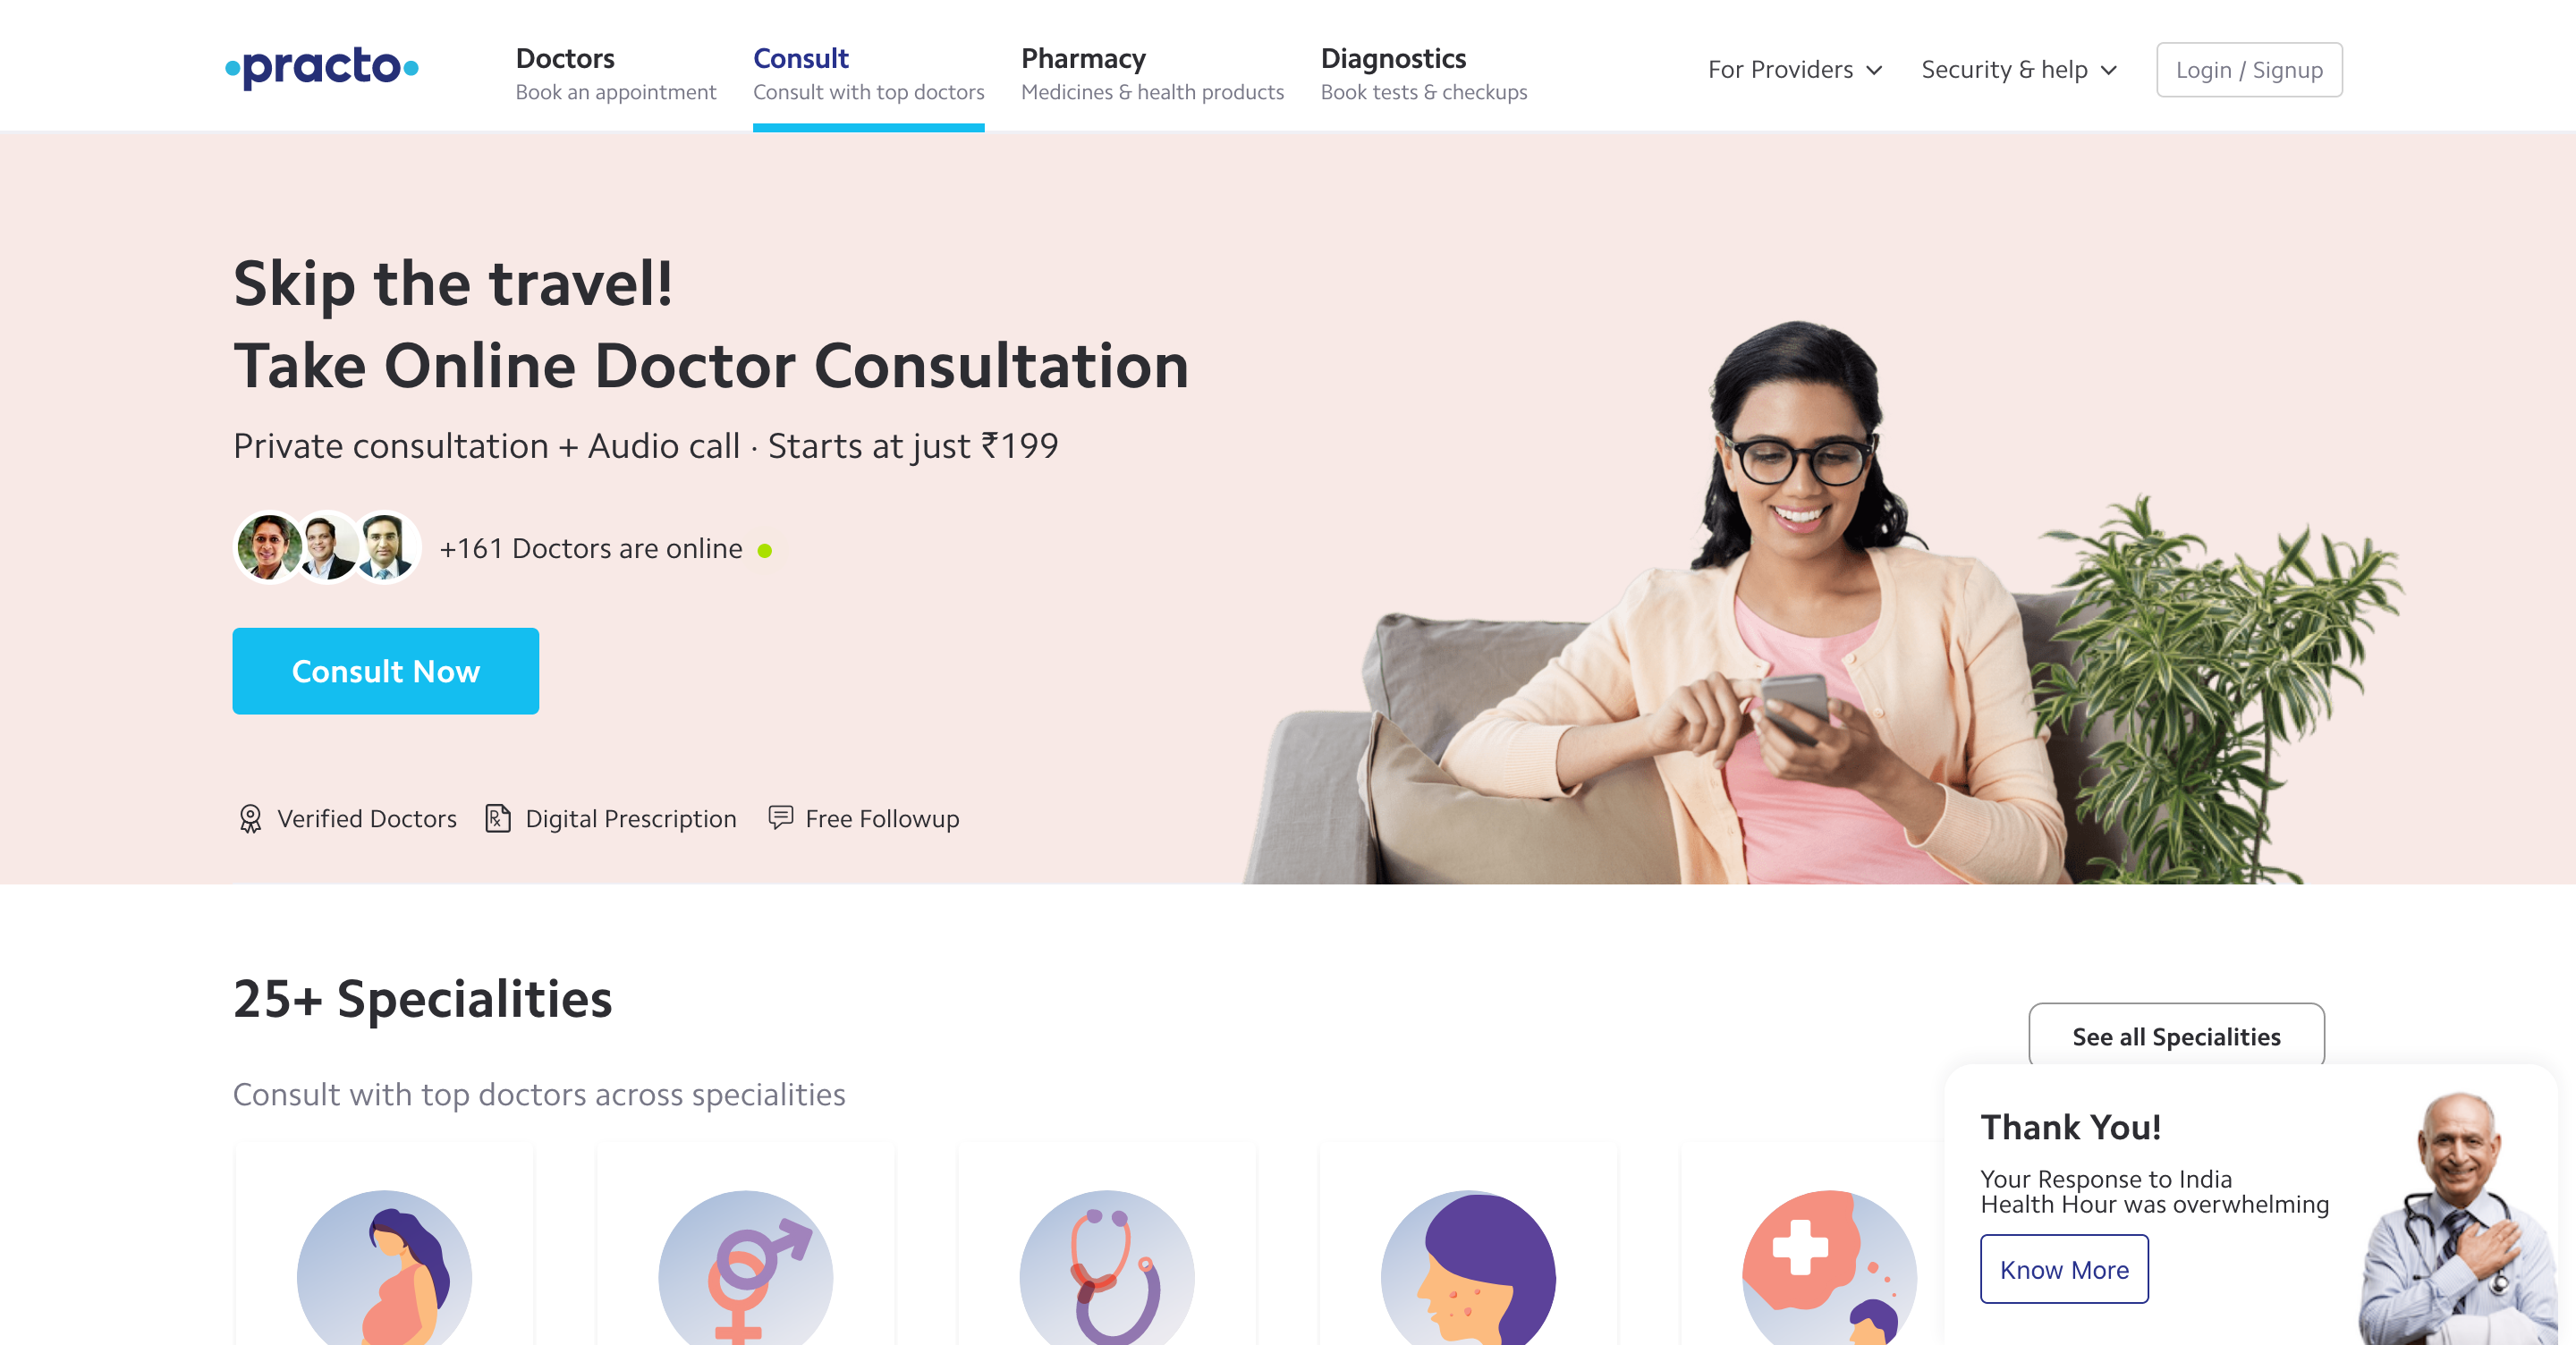 practo
Doctors
Book an appointment
Consult
Consult with top doctors
Pharmacy
Medicines & health products
Diagnostics
Book tests & checkups
For Providers
Security & help
Login / Signup
Skip the travel!
Take Online Doctor Consultation
Private consultation + Audio call · Starts at just ₹199
+161 Doctors are online
Consult Now
Verified Doctors
Digital Prescription
Free Followup
25+ Specialities
See all Specialities
Consult with top doctors across specialities
Thank You!
Your Response to India
Health Hour was overwhelming
Know More